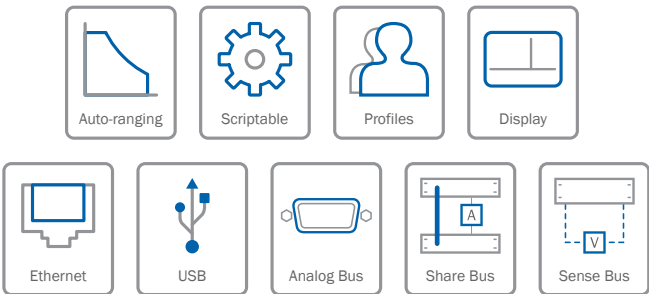 Auto-ranging
Scriptable
Profiles
Display
A
V
Ethernet
USB
Analog Bus
Share Bus
Sense Bus